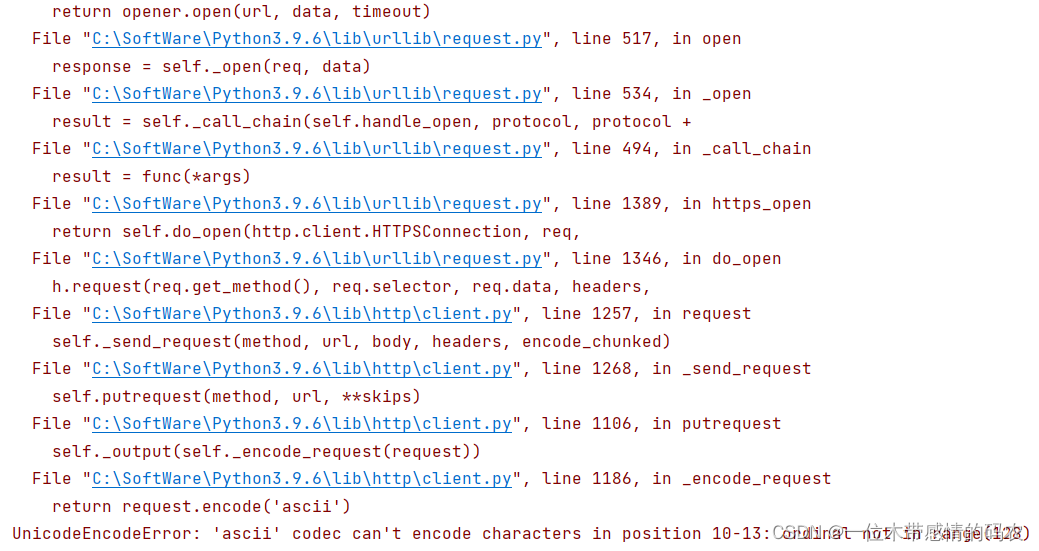 return opener.open(url, data, timeout)
File "C:\SoftWare\Python3.9.6\lib\urllib\request.py", line 517, in open
response = self._open(req, data)
File "C:\SoftWare\Python3.9.6\lib\urllib\request.py", line 534, in _open
result = self._call_chain(self.handle_open, protocol, protocol +
File "C:\SoftWare\Python3.9.6\lib\urllib\request.py", line 494, in _call_chain
result = func(*args)
File "C:\SoftWare\Python3.9.6\lib\urllib\request.py", line 1389, in https_open
return self.do_open(http.client.HTTPSConnection, req,
File "C:\SoftWare\Python3.9.6\lib\urllib\request.py", line 1346, in do_open
h.request(req.get_method(), req.selector, req.data, headers,
File "C:\SoftWare\Python3.9.6\lib\http\client.py", line 1257, in request
self._send_request(method, url, body, headers, encode_chunked)
File "C:\SoftWare\Python3.9.6\lib\http\client.py", line 1268, in _send_request
self.putrequest(method, url, **skips)
File "C:\SoftWare\Python3.9.6\lib\http\client.py", line 1106, in putrequest
self._output(self._encode_request(request))
File "C:\SoftWare\Python3.9.6\lib\http\client.py", line 1186, in _encode_request
return request.encode('ascii')
UnicodeEncodeError: 'ascii' codec can't encode characters in position 10-13: ordinal not in range(128)
CSDN @一位木带感情的码农